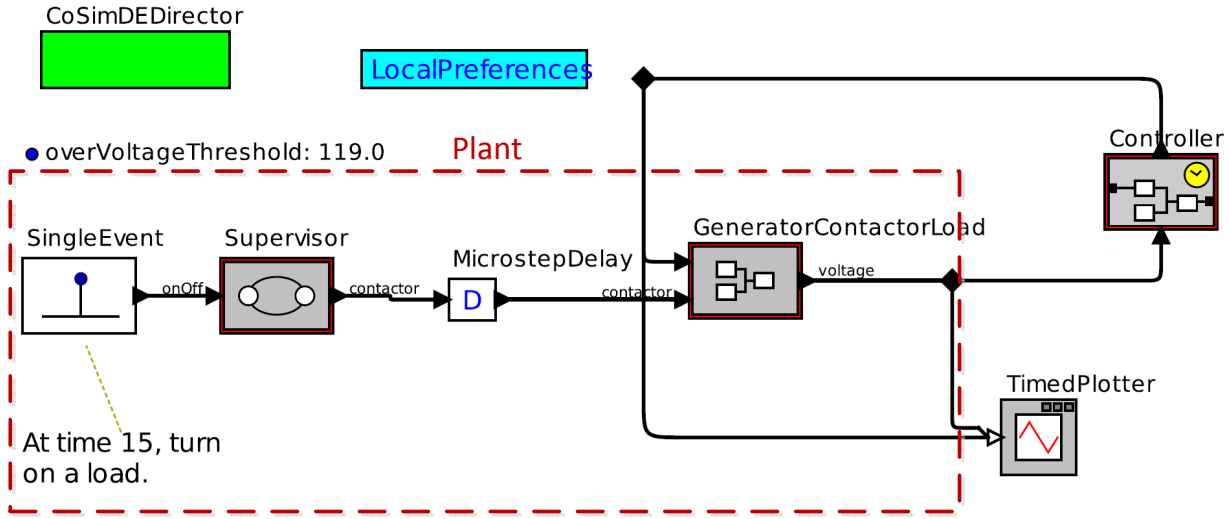 CoSimDEDirector
LocalPreferences
overVoltageThreshold: 119.0
Plant
Controller
SingleEvent
Supervisor
MicrostepDelay
GeneratorContactorLoad
onOff
contactor
D
contactor
voltage
TimedPlotter
At time 15, turn
on a load.